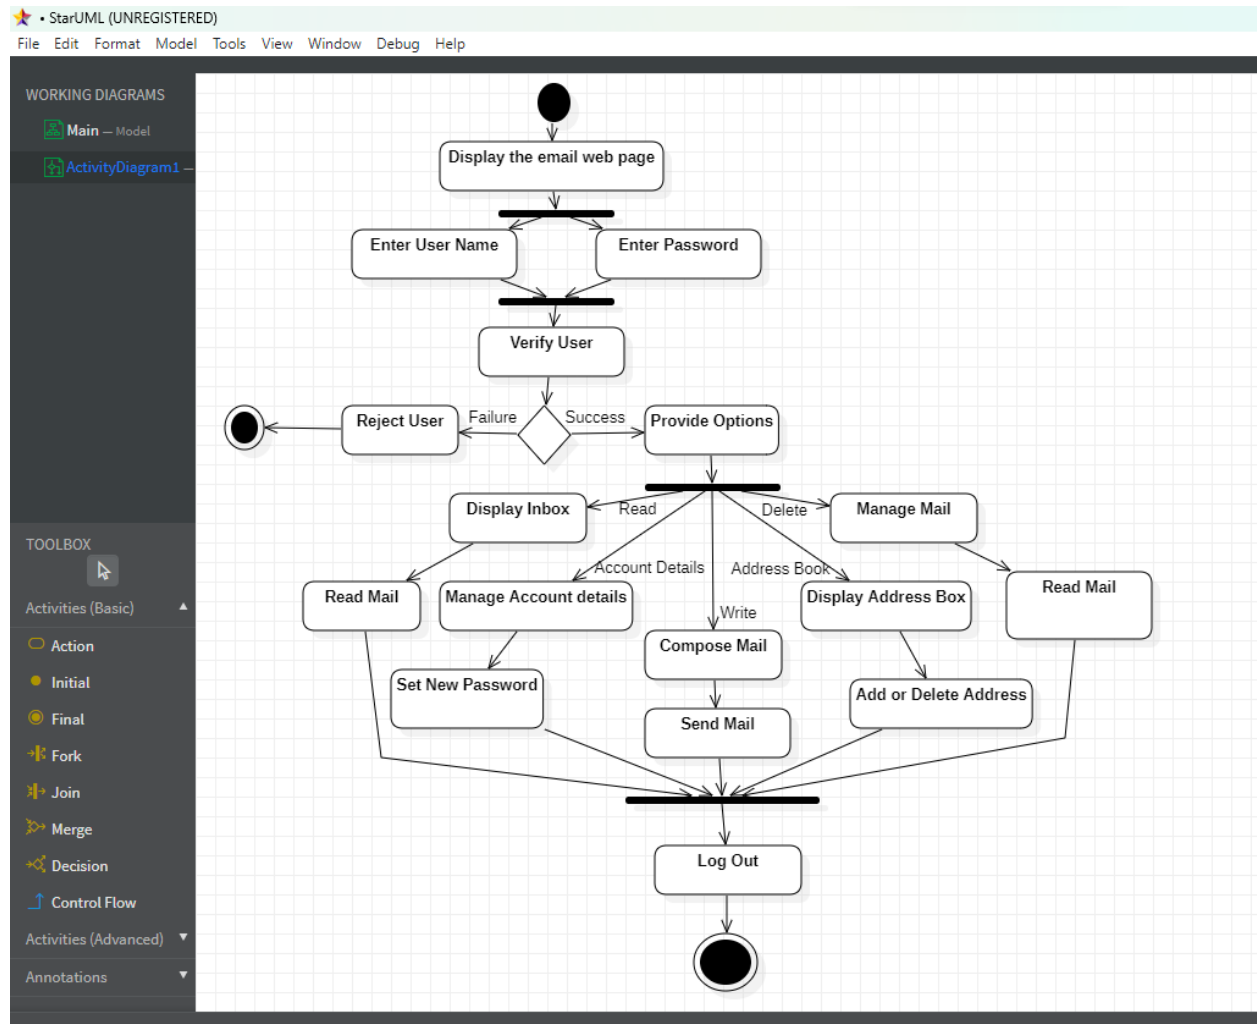 • StarUML (UNREGISTERED)
File Edit Format Model Tools View Window Debug Help
WORKING DIAGRAMS
Main — Model
ActivityDiagram1 —
TOOLBOX
Activities (Basic)
Action
Initial
Final
Fork
Join
Merge
Decision
Control Flow
Activities (Advanced)
Annotations
Display the email web page
Enter User Name
Enter Password
Verify User
Reject User
Failure
Success
Provide Options
Display Inbox
Read
Delete
Manage Mail
Account Details
Address Book
Read Mail
Manage Account details
Write
Display Address Box
Read Mail
Compose Mail
Set New Password
Add or Delete Address
Send Mail
Log Out